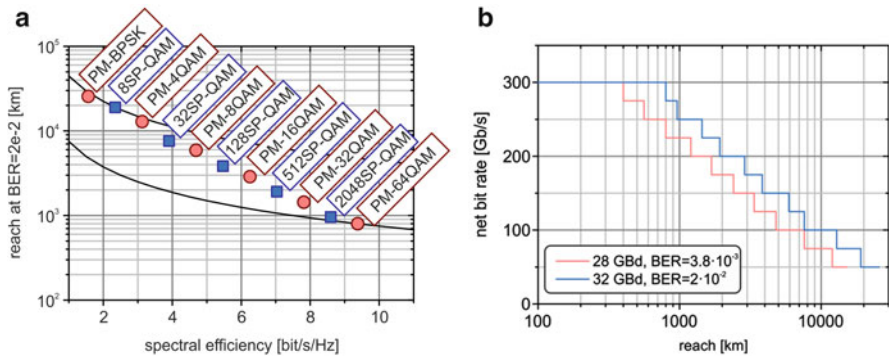 a
reach at BER=2e-2 [km]
10⁵
10⁴
10³
10²
PM-BPSK
8SP-QAM
PM-4QAM
32SP-QAM
PM-8QAM
128SP-QAM
PM-16QAM
512SP-QAM
PM-32QAM
2048SP-QAM
PM-64QAM
2 4 6 8 10
spectral efficiency [bit/s/Hz]
b
net bit rate [Gb/s]
300
250
200
150
100
50
0
28 GBd, BER=3.8·10⁻³
32 GBd, BER=2·10⁻²
100 1000 10000
reach [km]